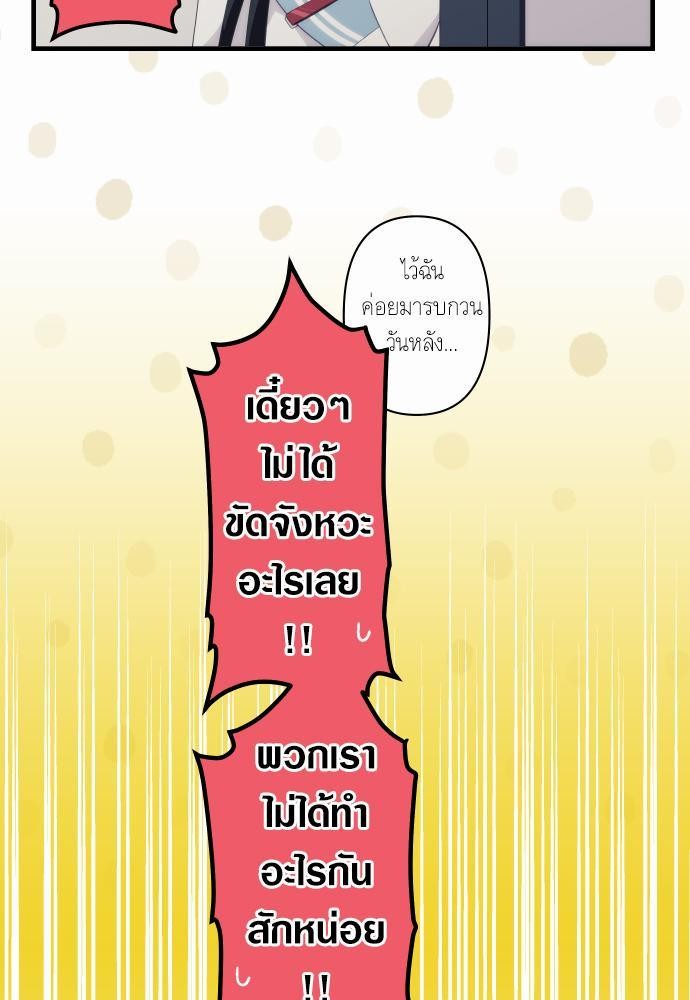 ไว้ฉัน
ค่อยมารบกวน
วันหลัง...
เดี๋ยวๆ
ไม่ได้
ขัดจังหวะ
อะไรเลย
!!
พวกเรา
ไม่ได้ทำ
อะไรกัน
สักหน่อย
!!